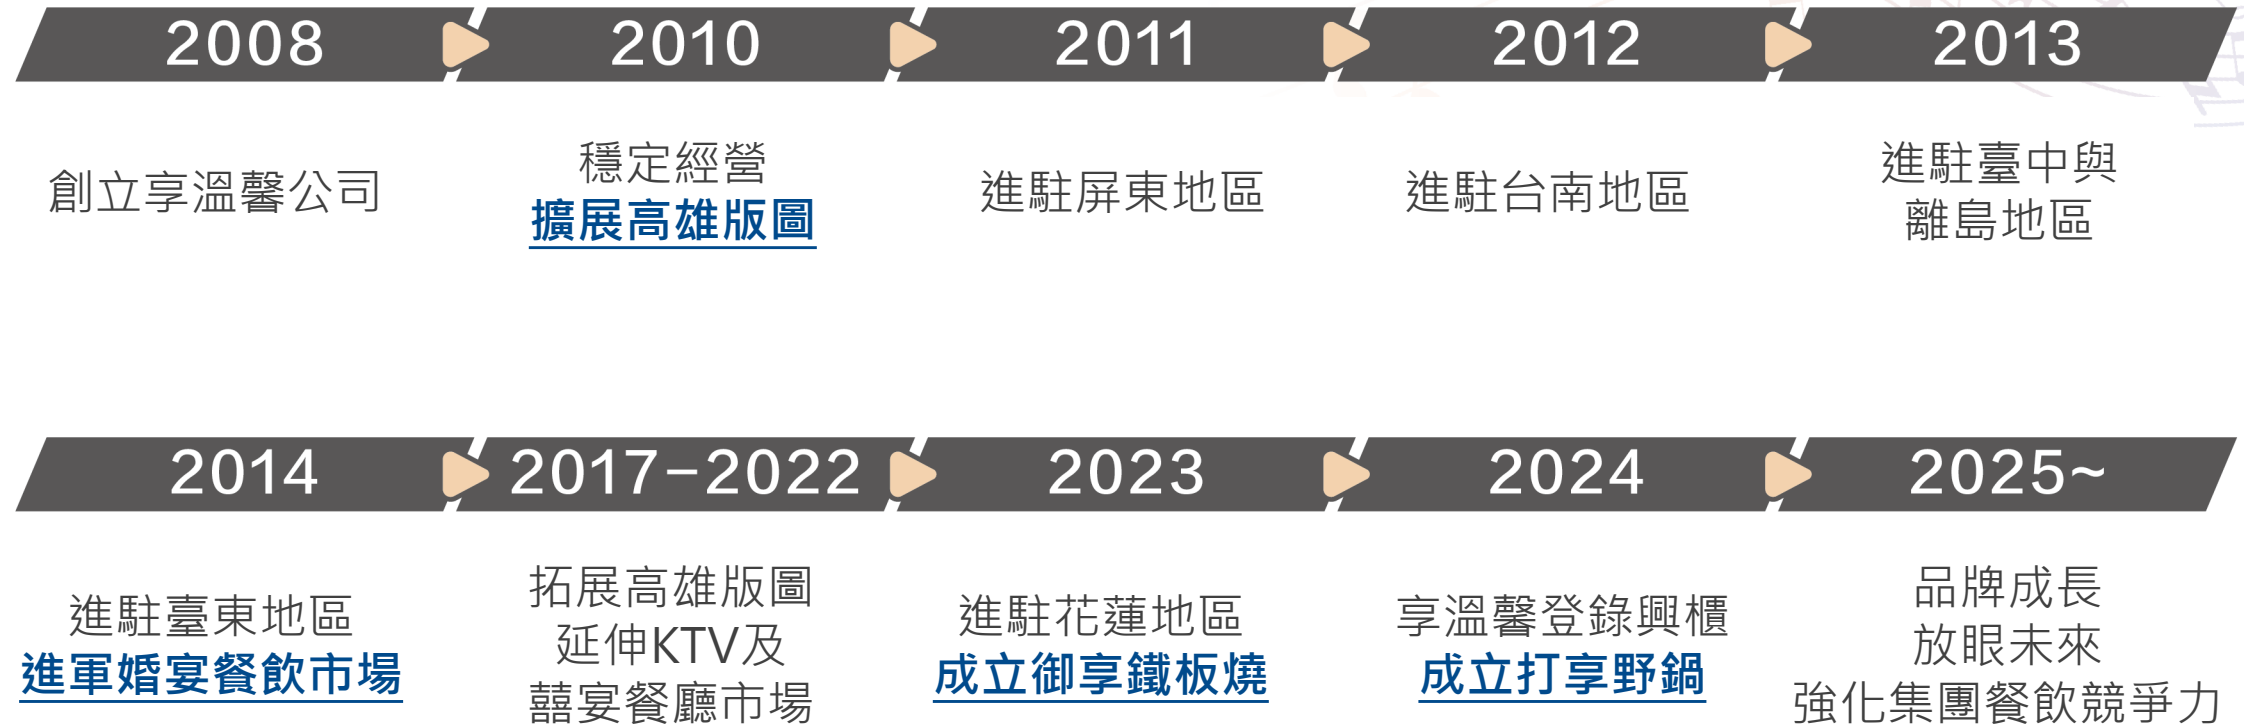 2008
2010
2011
2012
2013
創立享溫馨公司
穩定經營
擴展高雄版圖
進駐屏東地區
進駐台南地區
進駐臺中與
離島地區
2014
2017-2022
2023
2024
2025~
進駐臺東地區
進軍婚宴餐飲市場
拓展高雄版圖
延伸KTV及
囍宴餐廳市場
進駐花蓮地區
成立御享鐵板燒
享溫馨登錄興櫃
成立打享野鍋
品牌成長
放眼未來
強化集團餐飲競爭力